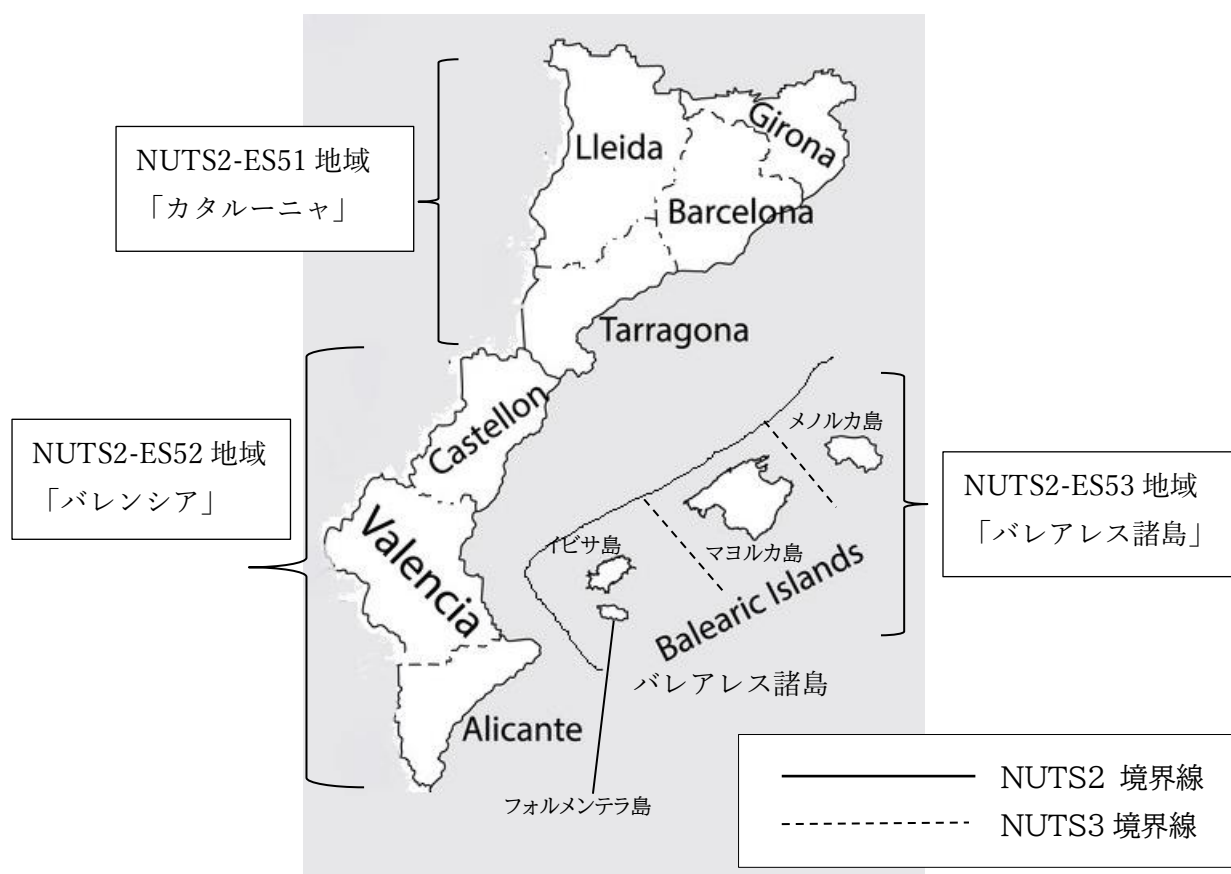 NUTS2-ES51 地域
「カタルーニャ」
Lleida
Girona
Barcelona
Tarragona
NUTS2-ES52 地域
「バレンシア」
Castellon
Valencia
Alicante
メノルカ島
マヨルカ島
イビサ島
Balearic Islands
バレアレス諸島
フォルメンテラ島
NUTS2-ES53 地域
「バレアレス諸島」
NUTS2 境界線
NUTS3 境界線